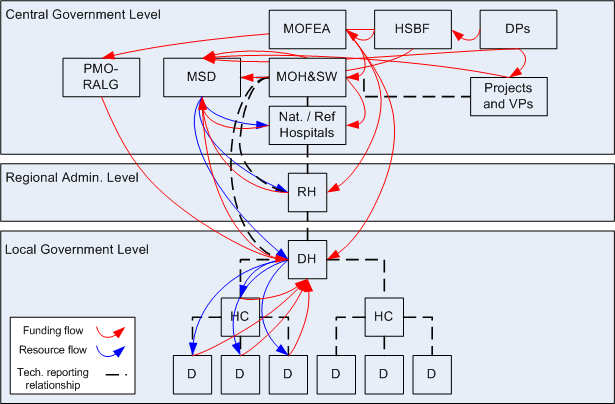 Central Government Level
MOFEA
HSBF
DPs
PMO-
RALG
MSD
MOH&SW
Projects
and VPs
Nat. / Ref
Hospitals
Regional Admin. Level
RH
Local Government Level
DH
HC
HC
Funding flow
Resource flow
Tech. reporting
relationship
D
D
D
D
D
D